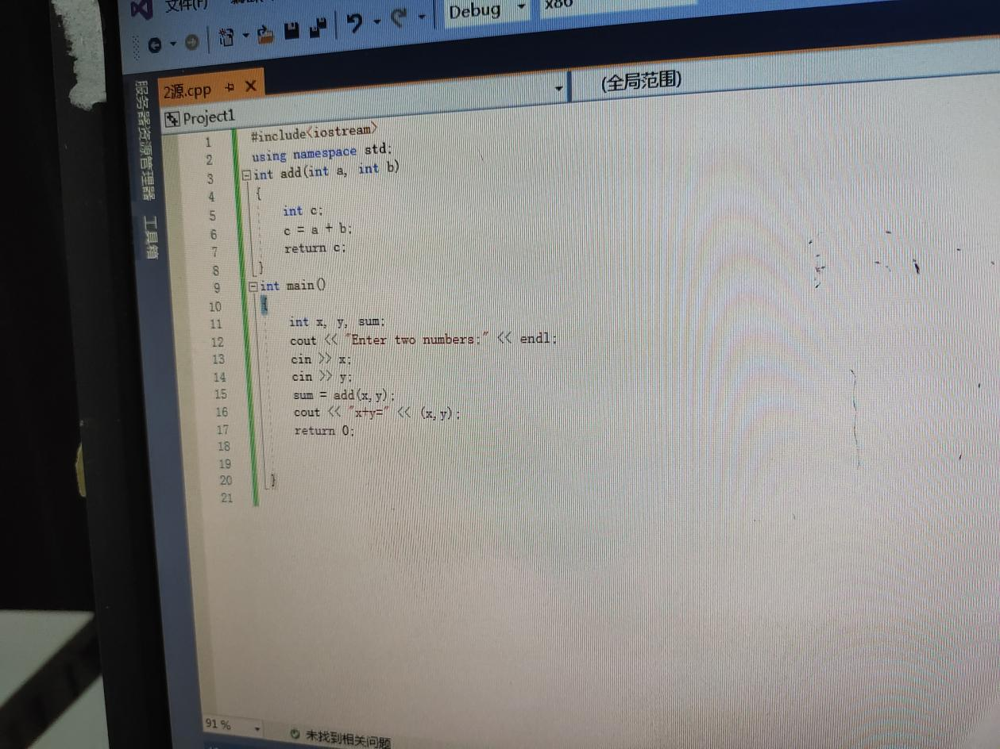 文件(F)
Debug x86
服务器资源管理器 工具箱
2源.cpp
Project1 (全局范围)
1 #include<iostream>
2 using namespace std;
3 int add(int a, int b)
4 {
5 int c;
6 c = a + b;
7 return c;
8 }
9 int main()
10 {
11 int x, y, sum;
12 cout << "Enter two numbers:" << endl;
13 cin >> x;
14 cin >> y;
15 sum = add(x,y);
16 cout << "x+y=" << (x,y);
17 return 0;
18
19
20 }
21
91 % 未找到相关问题